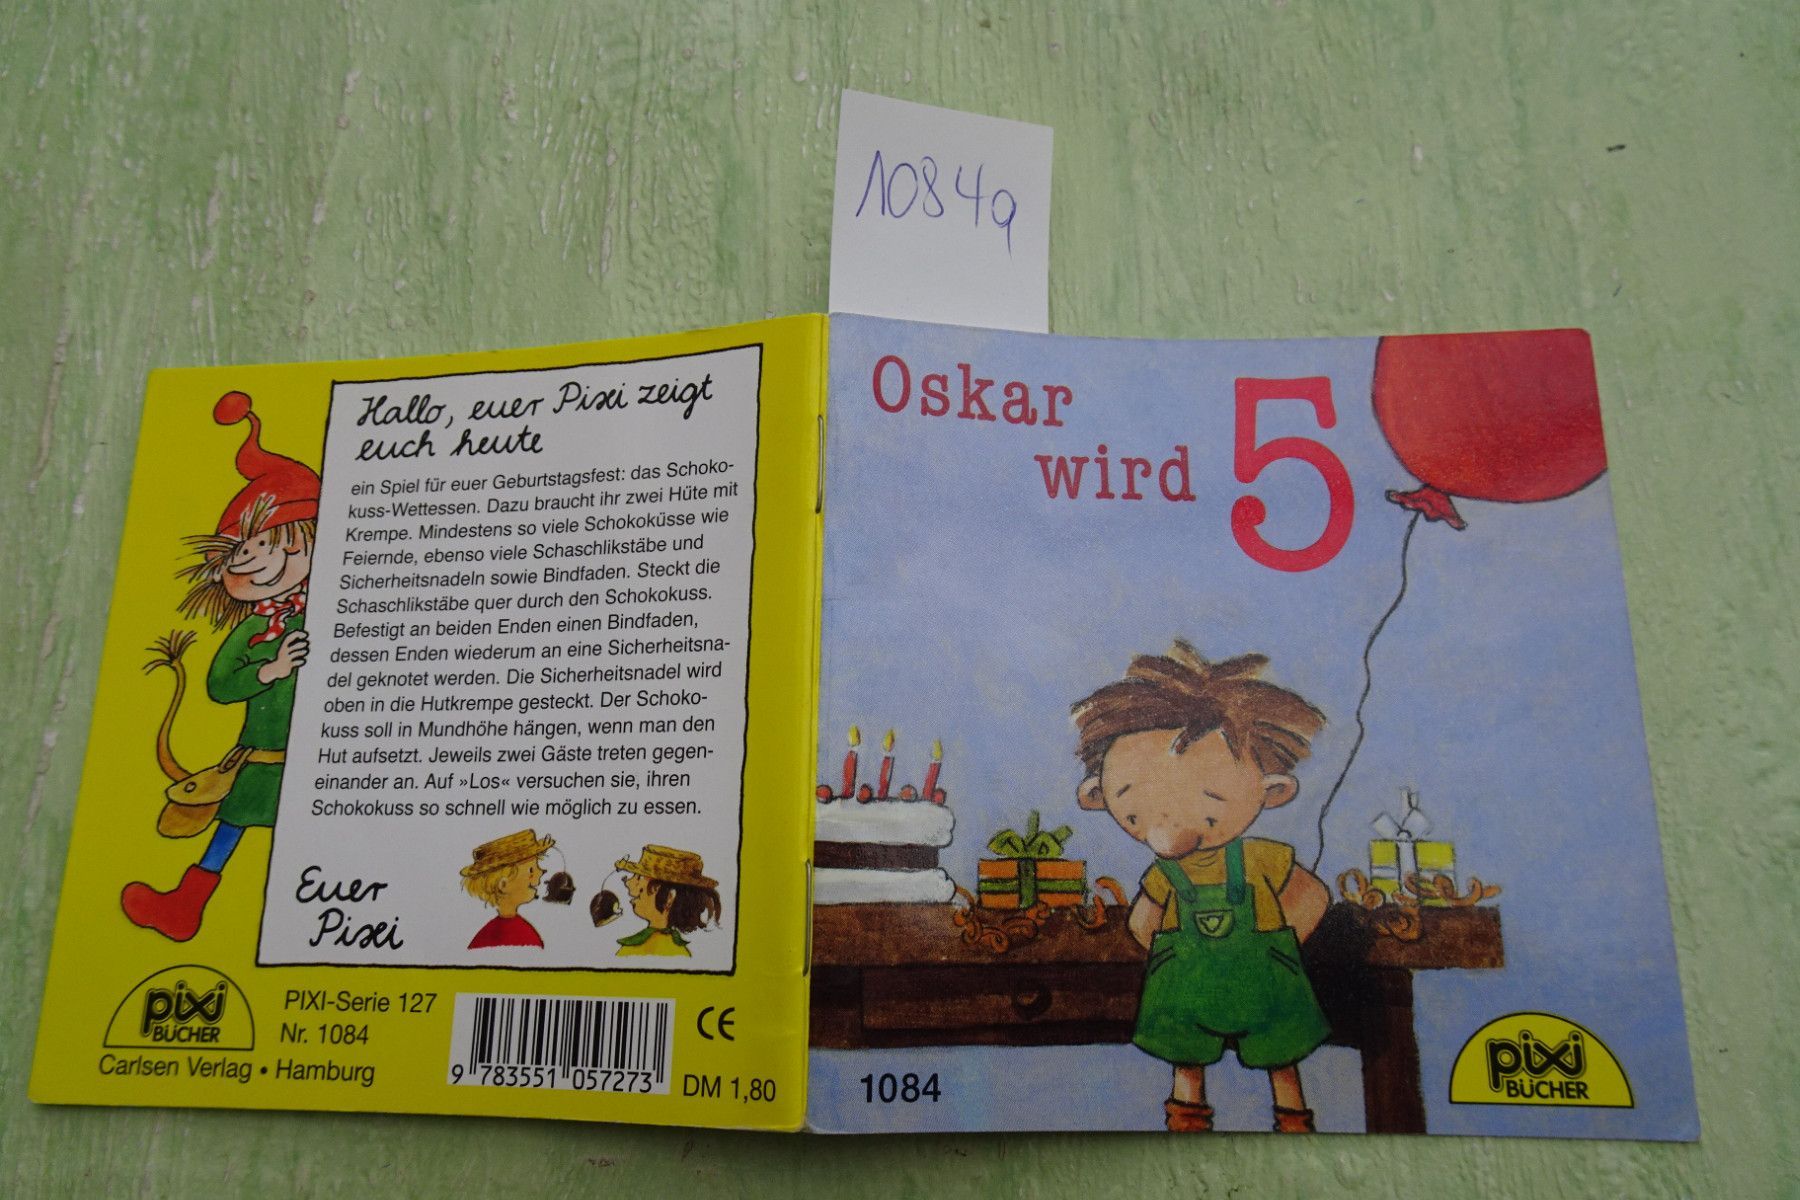 1084a
Hallo, euer Pixi zeigt
euch heute
ein Spiel für euer Geburtstagsfest: das Schoko-
kuss-Wettessen. Dazu braucht ihr zwei Hüte mit
Krempe. Mindestens so viele Schokoküsse wie
Feiernde, ebenso viele Schaschlikstäbe und
Sicherheitsnadeln sowie Bindfaden. Steckt die
Schaschlikstäbe quer durch den Schokokuss.
Befestigt an beiden Enden einen Bindfaden,
dessen Enden wiederum an eine Sicherheitsna-
del geknotet werden. Die Sicherheitsnadel wird
oben in die Hutkrempe gesteckt. Der Schoko-
kuss soll in Mundhöhe hängen, wenn man den
Hut aufsetzt. Jeweils zwei Gäste treten gegen-
einander an. Auf »Los« versuchen sie, ihren
Schokokuss so schnell wie möglich zu essen.
Euer
Pixi
pixi
BÜCHER
PIXI-Serie 127
Nr. 1084
Carlsen Verlag • Hamburg
9 783551 057273
CE
DM 1,80
Oskar
wird 5
1084
pixi
BÜCHER